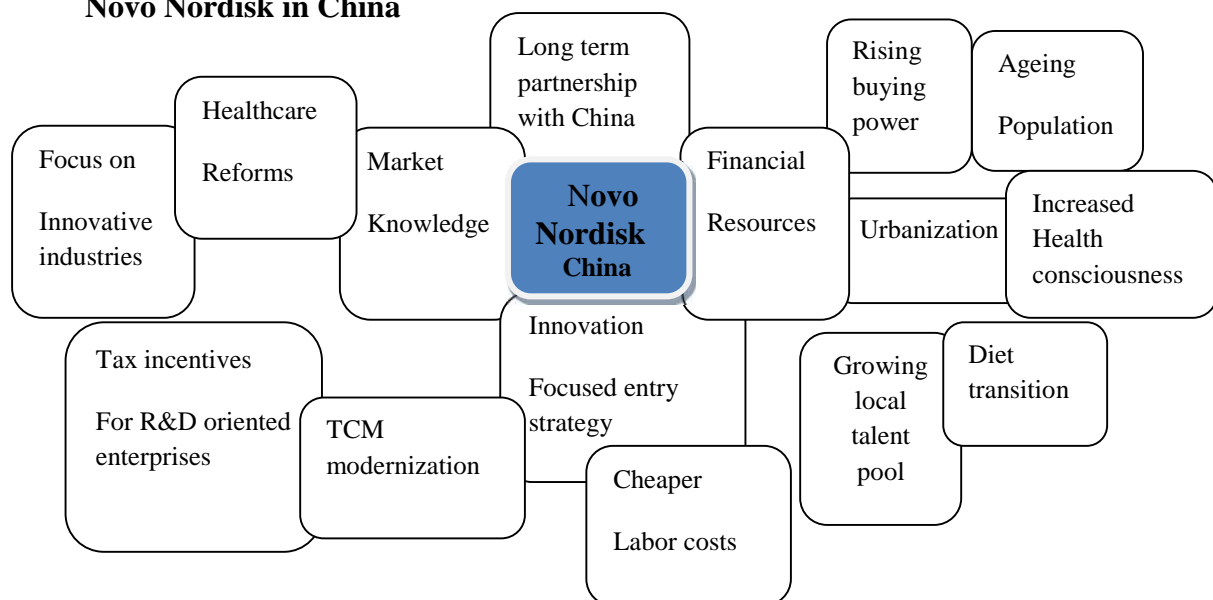 Novo Nordisk in China
Long term
partnership
with China
Rising
buying
power
Ageing
Population
Healthcare
Reforms
Focus on
Innovative
industries
Market
Knowledge
Novo
Nordisk
China
Financial
Resources
Urbanization
Increased
Health
consciousness
Innovation
Focused entry
strategy
Tax incentives
For R&D oriented
enterprises
TCM
modernization
Cheaper
Labor costs
Growing
local
talent
pool
Diet
transition